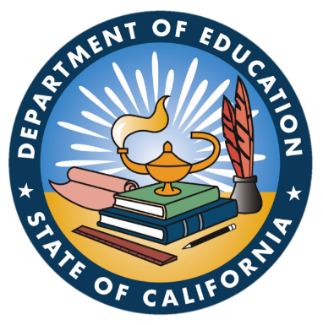 DEPARTMENT OF EDUCATION
STATE OF CALIFORNIA